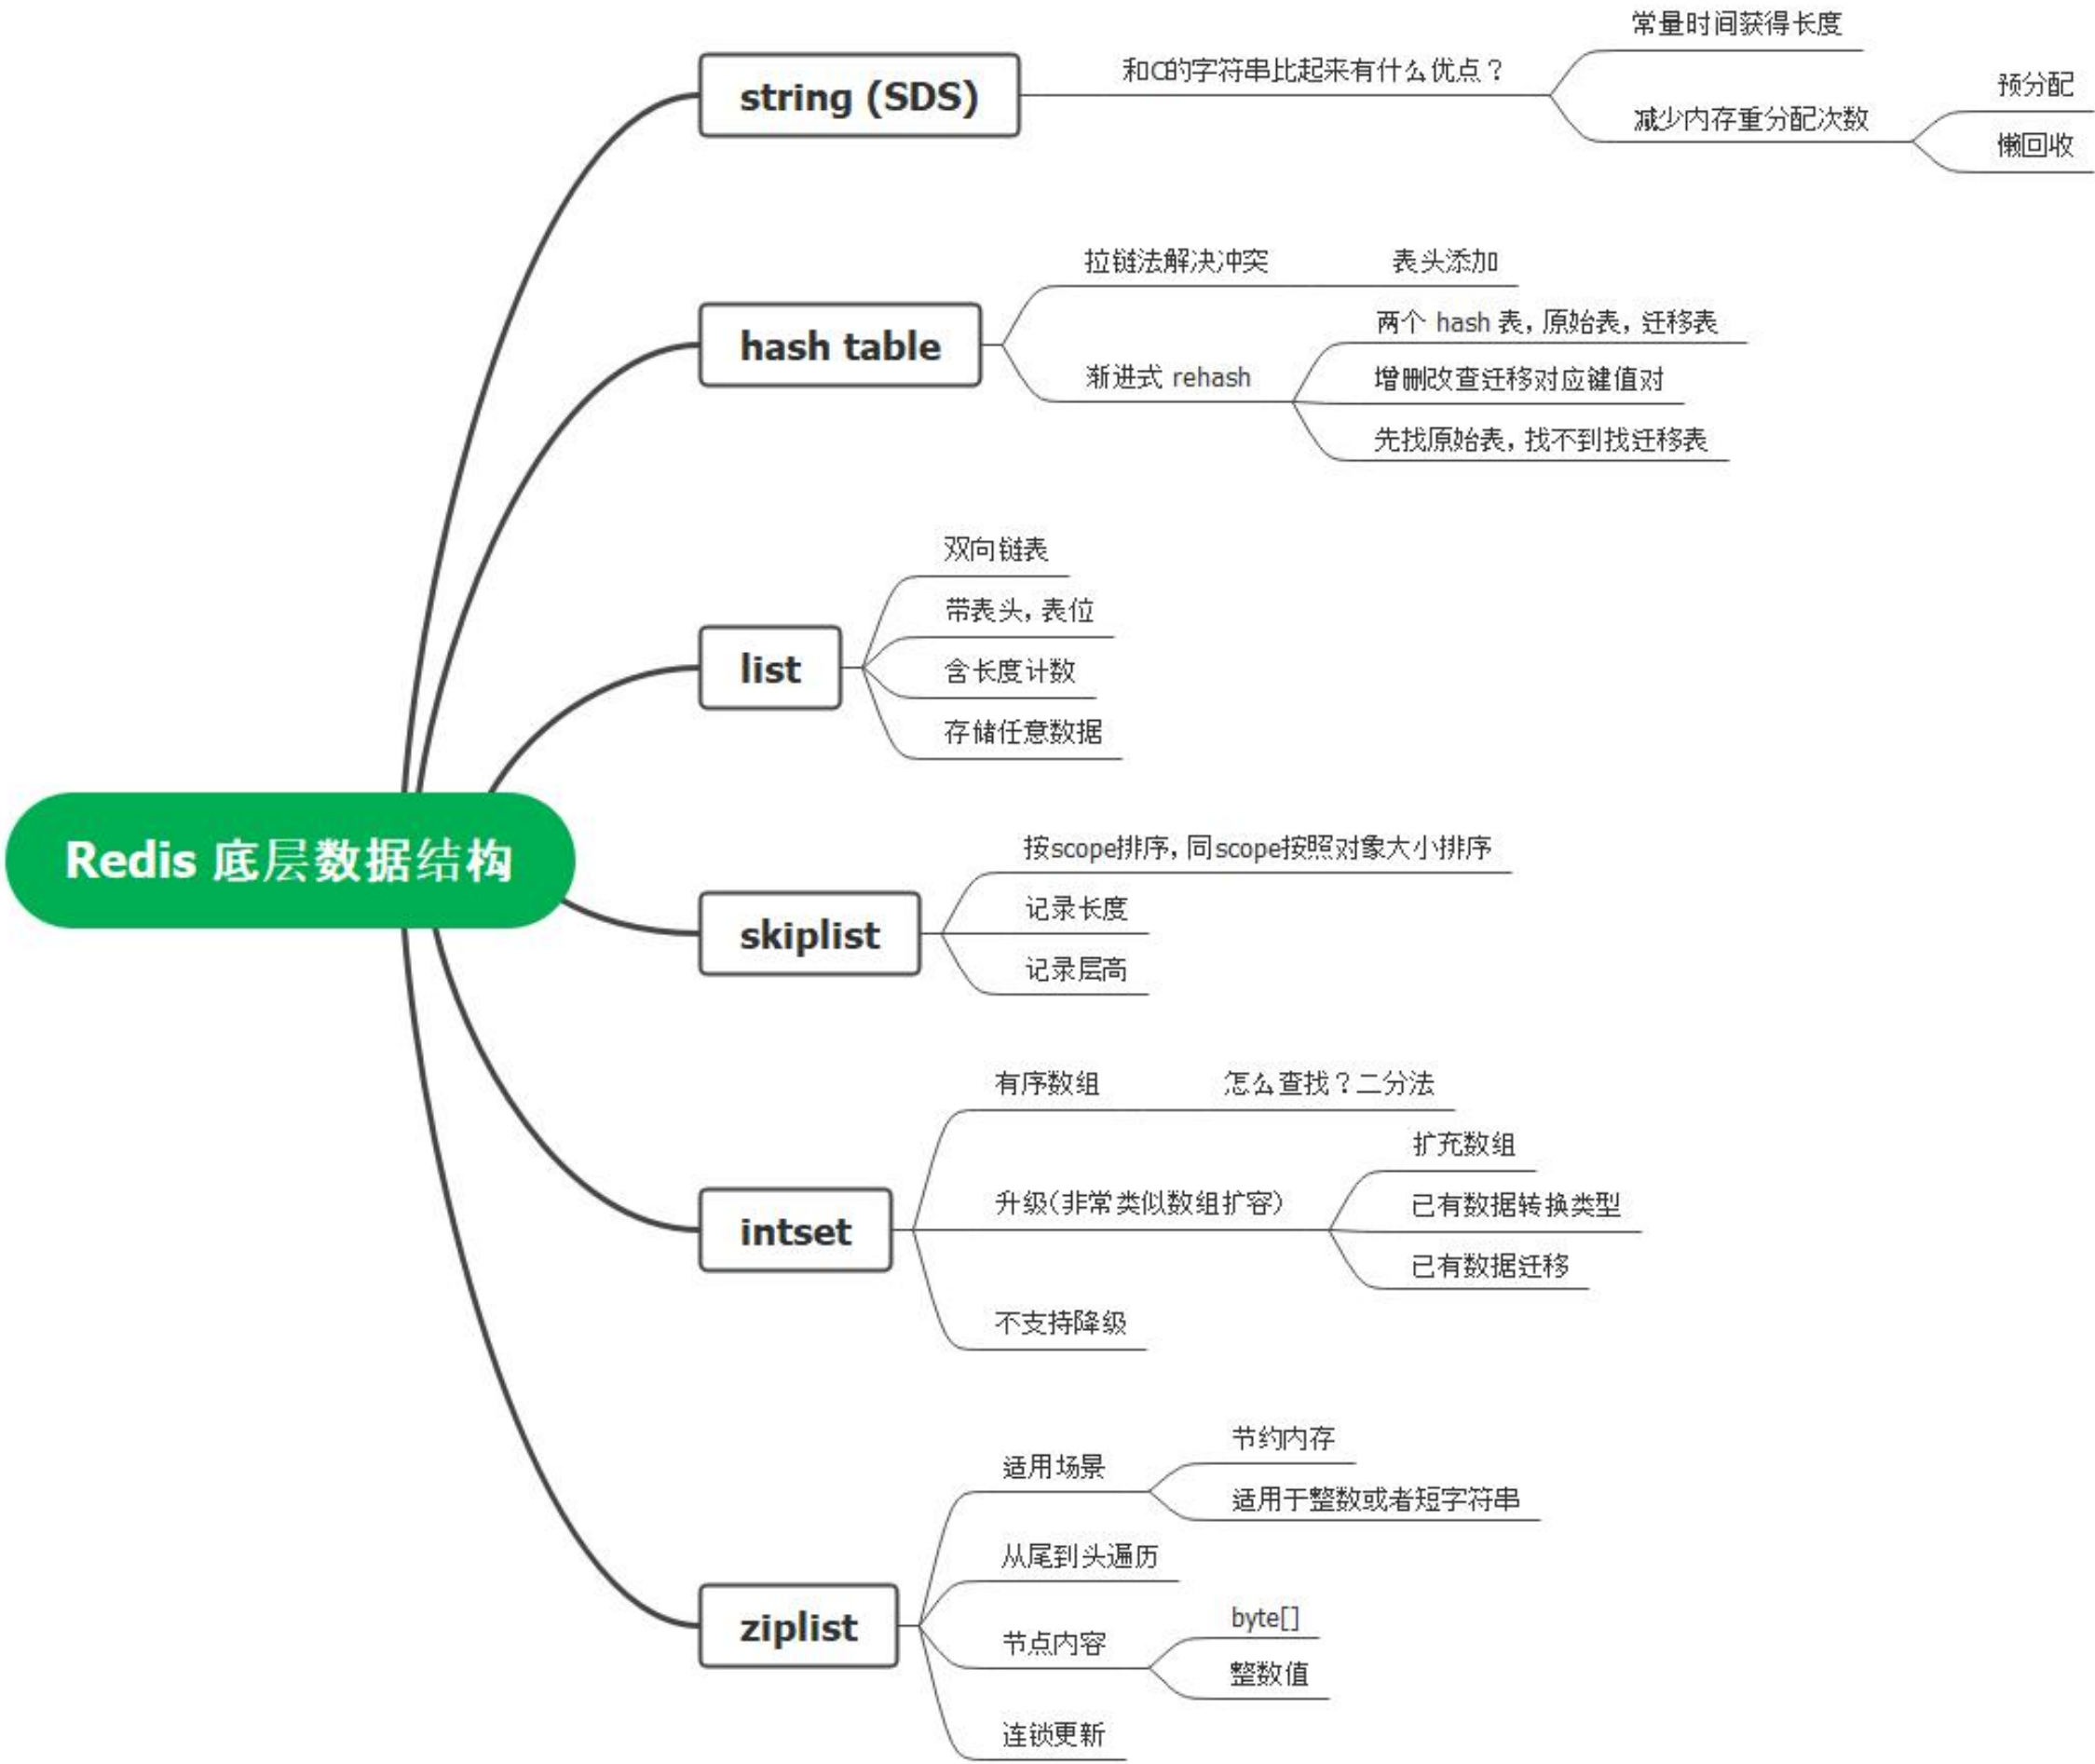 常量时间获得长度
和C的字符串比起来有什么优点？
预分配
string (SDS)
减少内存重分配次数
懒回收
拉链法解决冲突
表头添加
两个 hash 表，原始表，迁移表
hash table
渐进式 rehash
增删改查迁移对应键值对
先找原始表，找不到找迁移表
双向链表
带表头，表位
list
含长度计数
存储任意数据
Redis 底层数据结构
按scope排序，同scope按照对象大小排序
记录长度
skiplist
记录层高
有序数组
怎么查找？二分法
扩充数组
升级（非常类似数组扩容）
已有数据转换类型
intset
已有数据迁移
不支持降级
节约内存
适用场景
适用于整数或者短字符串
从尾到头遍历
ziplist
byte[]
节点内容
整数值
连锁更新